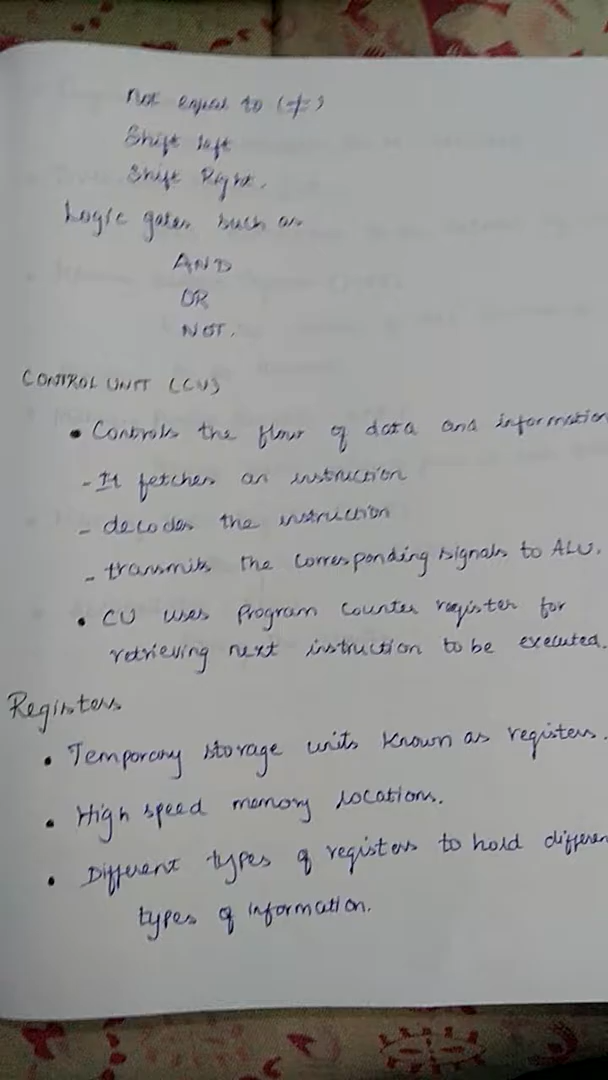 Not equal to (≠)
Shift left
Shift Right.
Logic gates such as
AND
OR
NOT.
CONTROL UNIT (CU)
• Controls the flow of data and information
- It fetches an instruction
- decodes the instruction
- transmits the corresponding signals to ALU.
• CU uses program counter register for
retrieving next instruction to be executed.
Registers
• Temporary storage units known as registers.
• High speed memory locations.
• Different types of registers to hold differen
types of information.